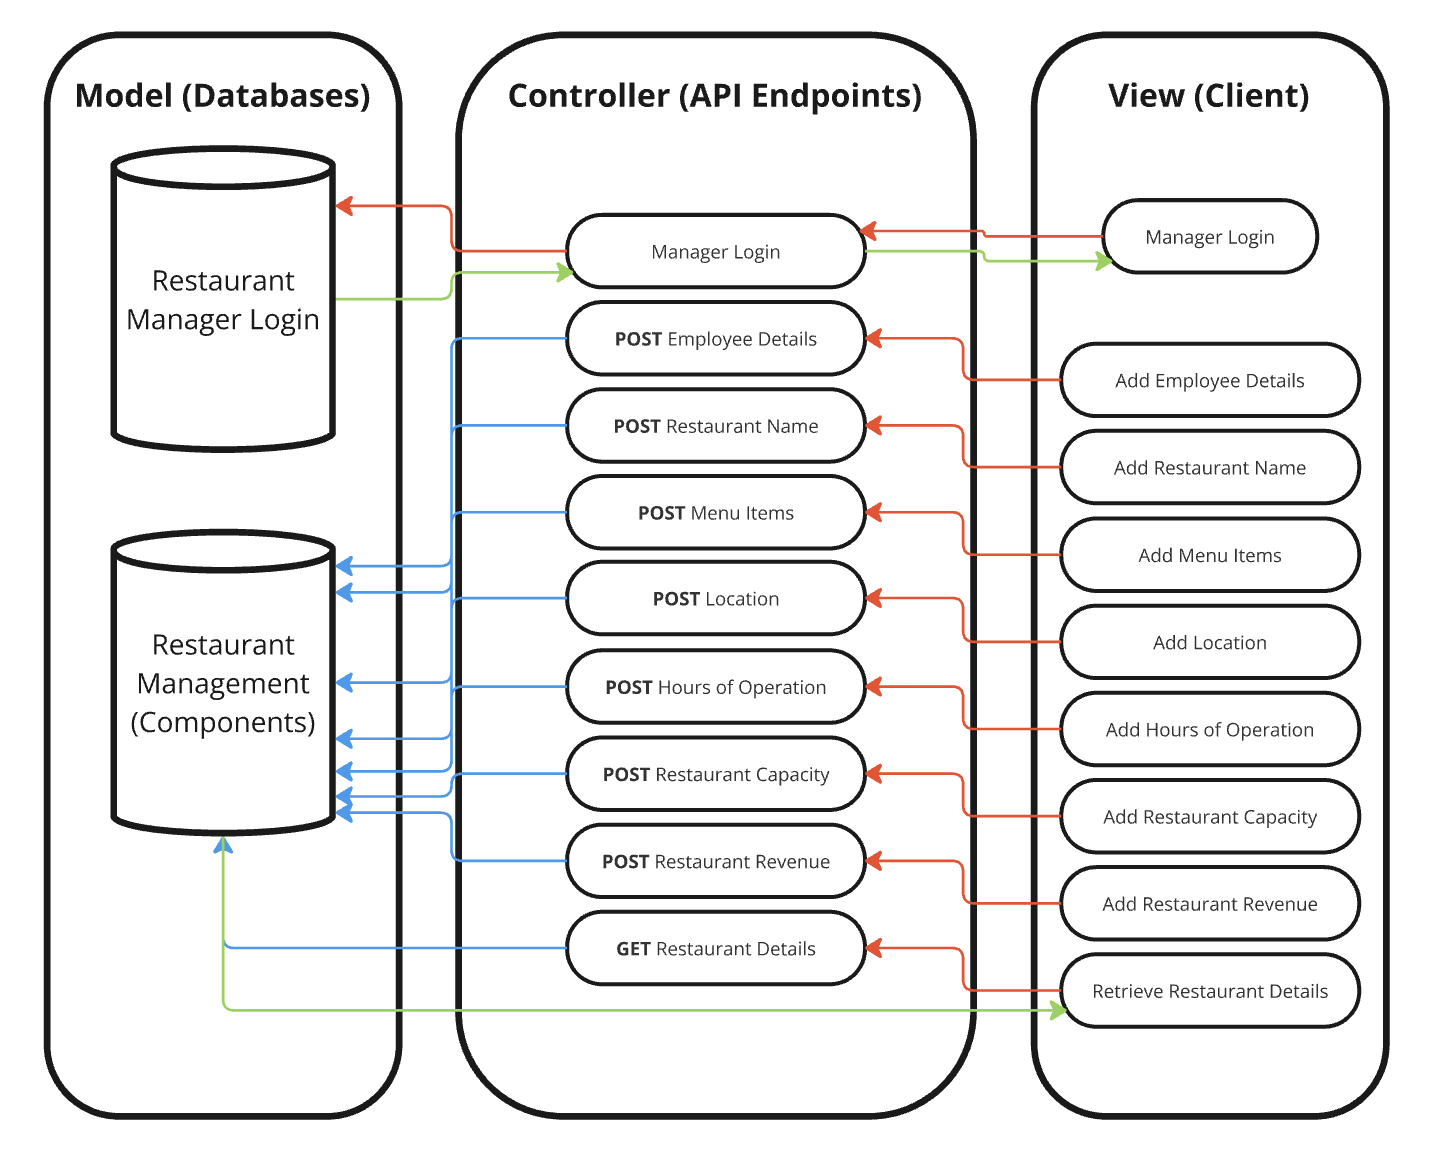 Model (Databases)
Restaurant
Manager Login
Restaurant
Management
(Components)
Controller (API Endpoints)
Manager Login
POST Employee Details
POST Restaurant Name
POST Menu Items
POST Location
POST Hours of Operation
POST Restaurant Capacity
POST Restaurant Revenue
GET Restaurant Details
View (Client)
Manager Login
Add Employee Details
Add Restaurant Name
Add Menu Items
Add Location
Add Hours of Operation
Add Restaurant Capacity
Add Restaurant Revenue
Retrieve Restaurant Details